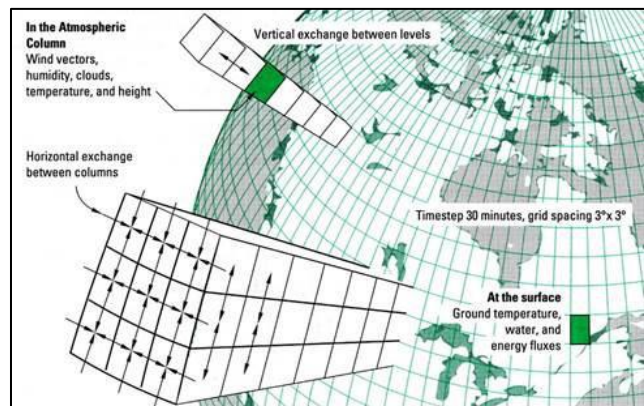 In the Atmospheric
Column
Wind vectors,
humidity, clouds,
temperature, and height
Vertical exchange between levels
Horizontal exchange
between columns
Timestep 30 minutes, grid spacing 3°x 3°
At the surface
Ground temperature,
water, and
energy fluxes